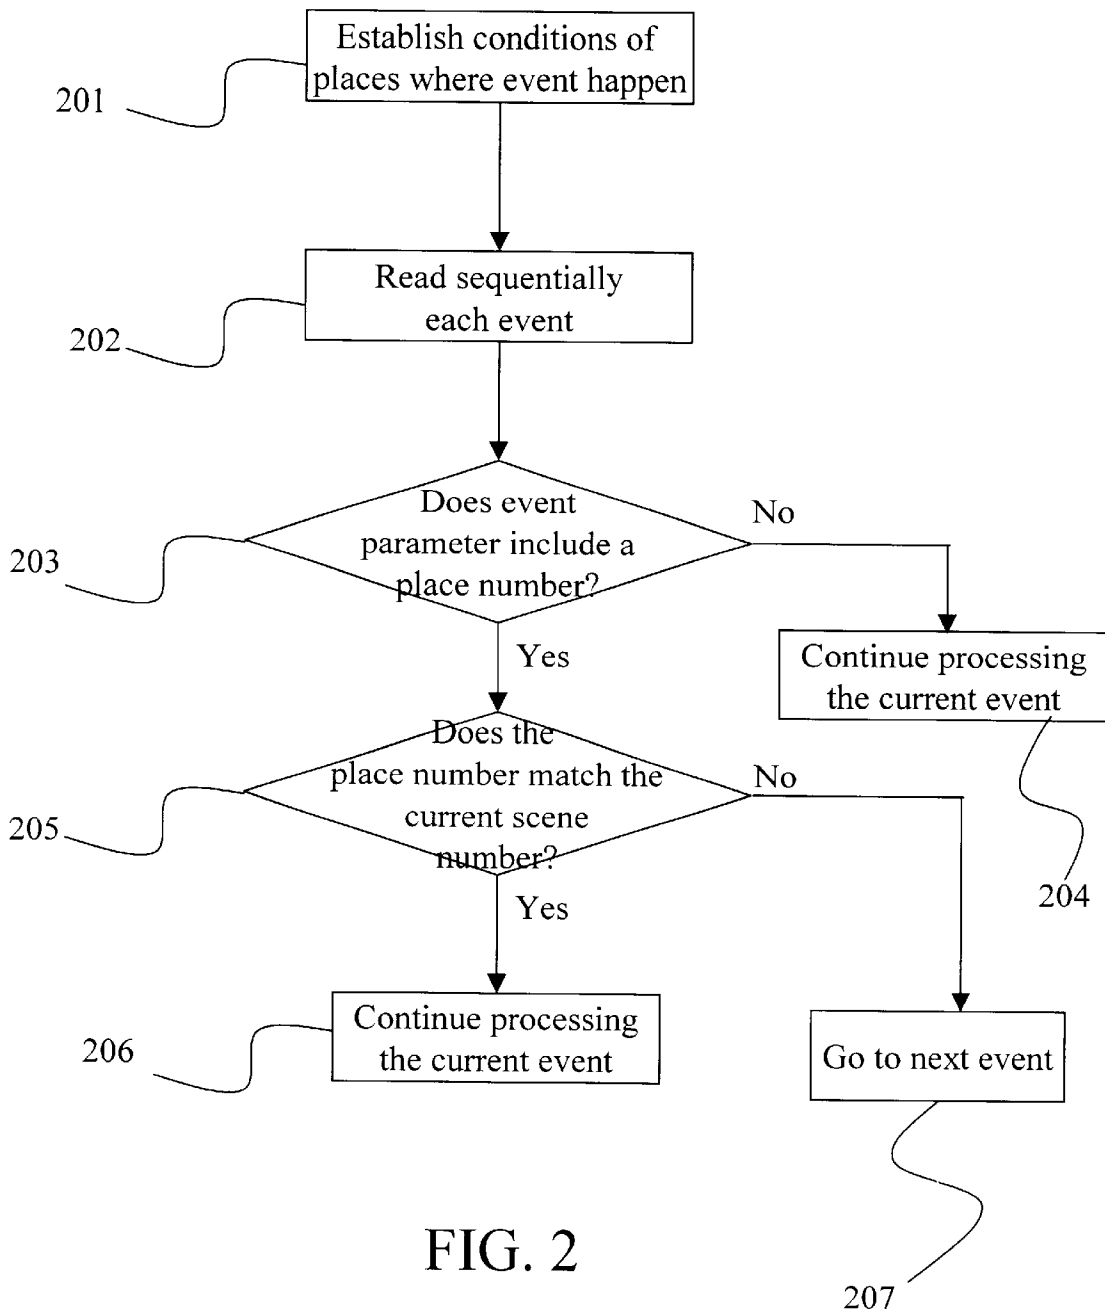 Establish conditions of
places where event happen
201
Read sequentially
each event
202
Does event
parameter include a
place number?
No
203
Continue processing
the current event
Yes
Does the
place number match the
current scene
number?
No
205
204
Yes
Continue processing
the current event
206
Go to next event
FIG. 2
207